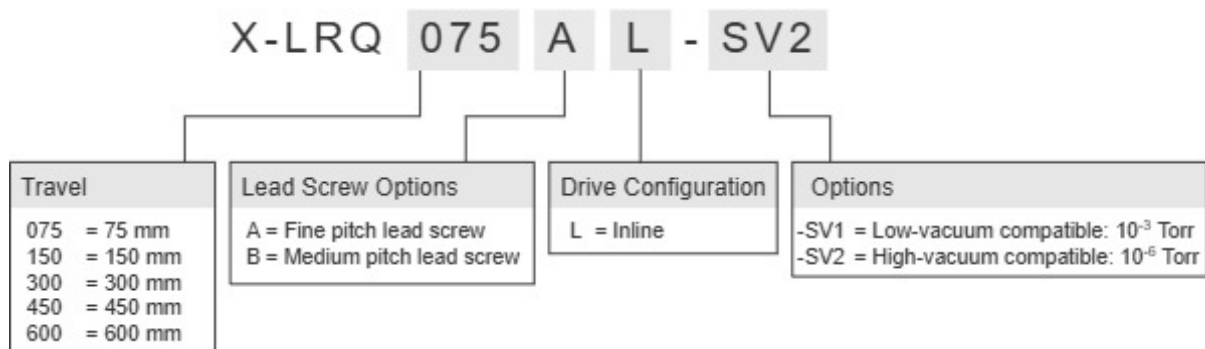 X-LRQ 075 A L - SV2
Travel
075 = 75 mm
150 = 150 mm
300 = 300 mm
450 = 450 mm
600 = 600 mm
Lead Screw Options
A = Fine pitch lead screw
B = Medium pitch lead screw
Drive Configuration
L = Inline
Options
-SV1 = Low-vacuum compatible: 10⁻³ Torr
-SV2 = High-vacuum compatible: 10⁻⁶ Torr